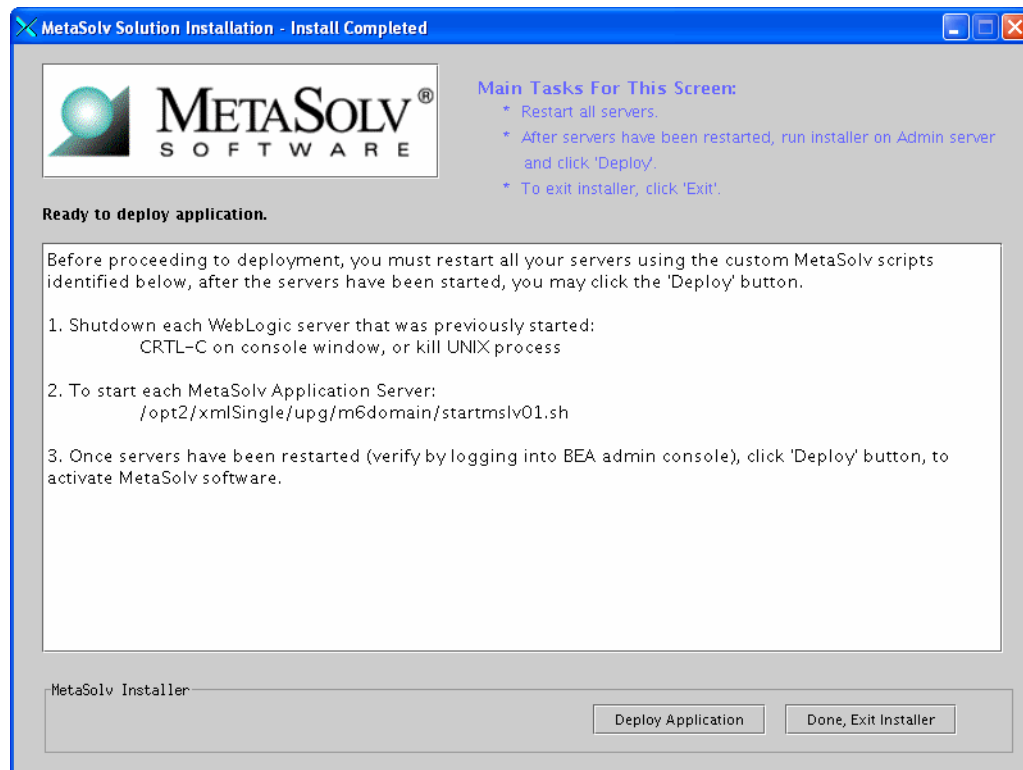 MetaSolv Solution Installation - Install Completed
METASOLV®
SOFTWARE
Main Tasks For This Screen:
* Restart all servers.
* After servers have been restarted, run installer on Admin server
and click 'Deploy'.
* To exit installer, click 'Exit'.
Ready to deploy application.
Before proceeding to deployment, you must restart all your servers using the custom MetaSolv scripts
identified below, after the servers have been started, you may click the 'Deploy' button.
1. Shutdown each WebLogic server that was previously started:
CRTL-C on console window, or kill UNIX process
2. To start each MetaSolv Application Server:
/opt2/xmlSingle/upg/m6domain/startmslv01.sh
3. Once servers have been restarted (verify by logging into BEA admin console), click 'Deploy' button, to
activate MetaSolv software.
MetaSolv Installer
Deploy Application
Done, Exit Installer